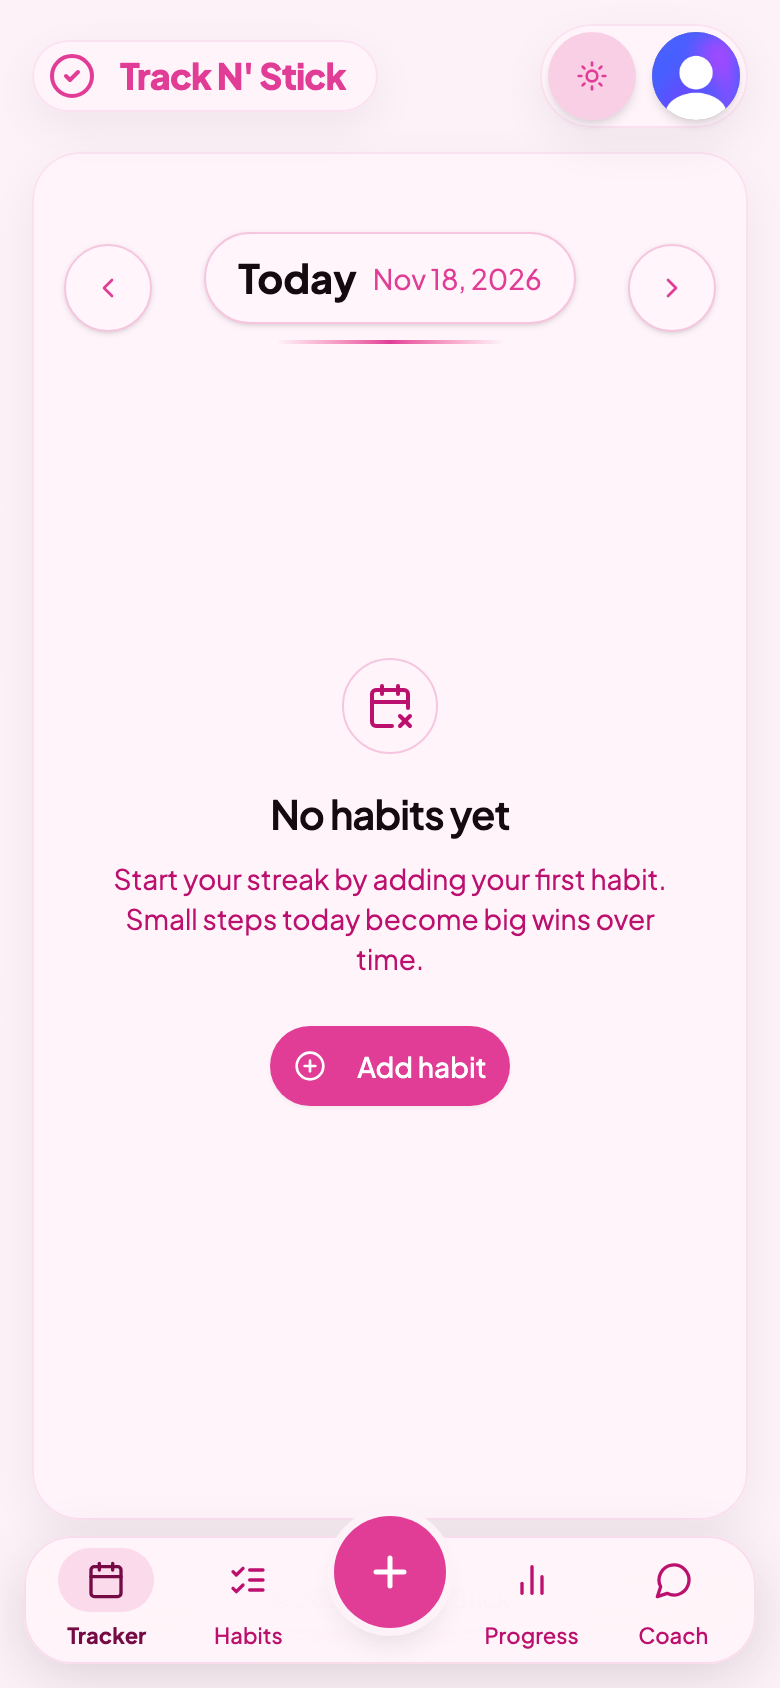 Track N' Stick
Today Nov 18, 2026
No habits yet
Start your streak by adding your first habit.
Small steps today become big wins over
time.
Add habit
Tracker Habits Progress Coach